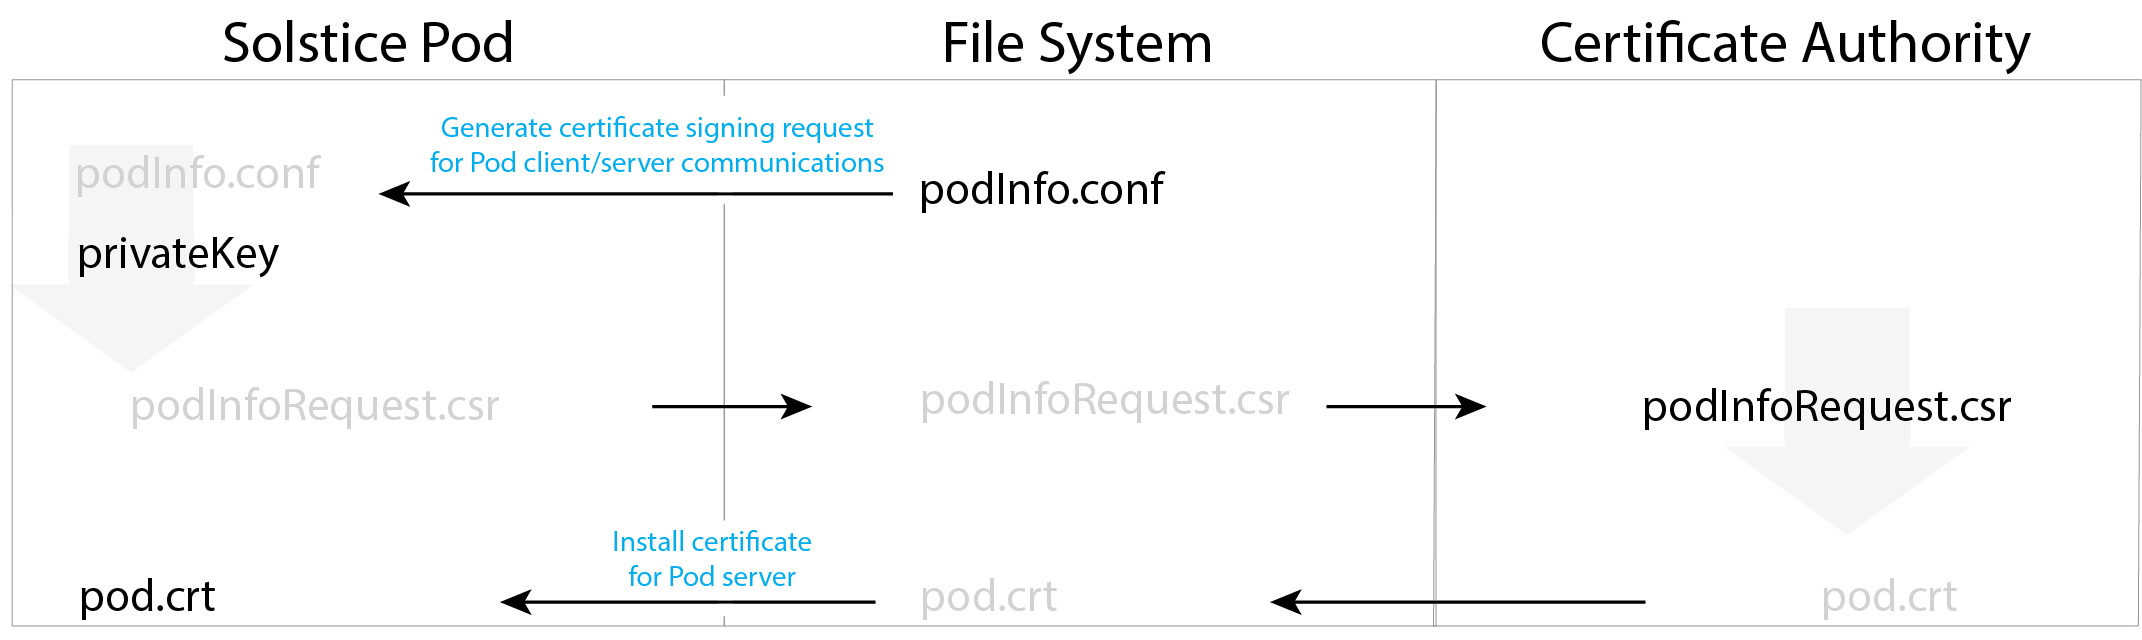 Solstice Pod
File System
Certificate Authority
Generate certificate signing request
for Pod client/server communications
podInfo.conf
podInfo.conf
privateKey
podInfoRequest.csr
podInfoRequest.csr
podInfoRequest.csr
Install certificate
for Pod server
pod.crt
pod.crt
pod.crt